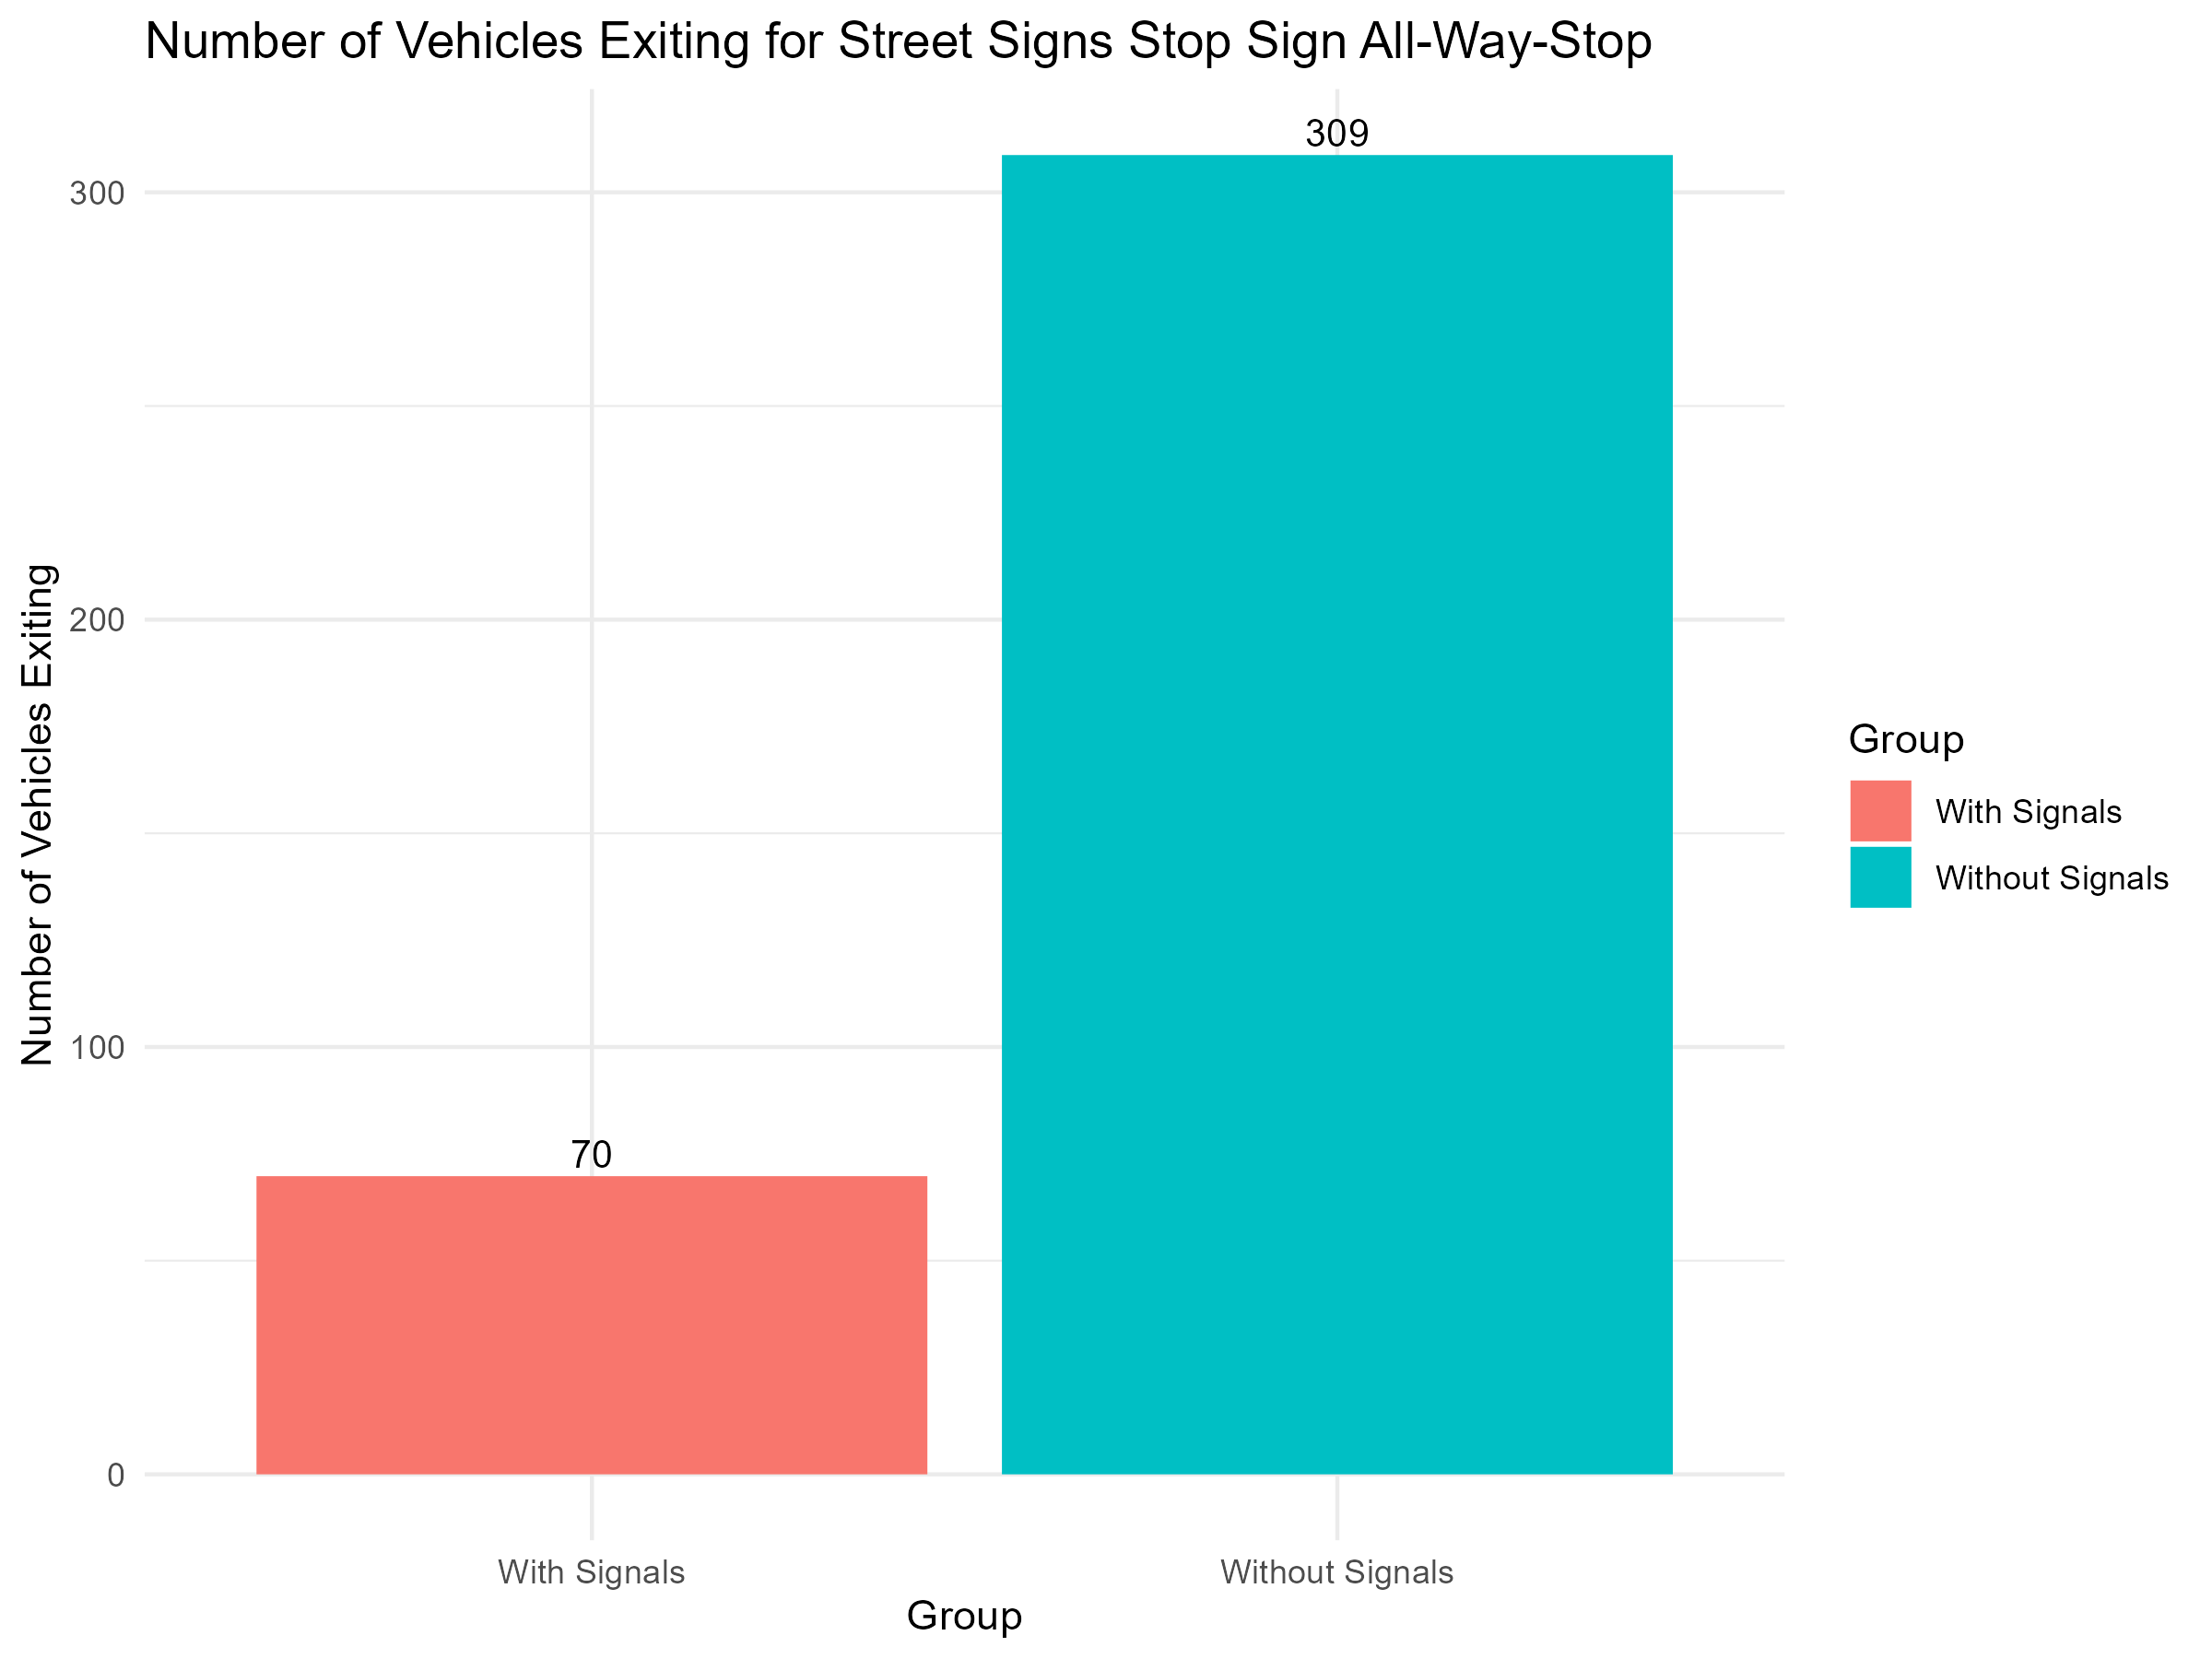 Number of Vehicles Exiting for Street Signs Stop Sign All-Way-Stop
Number of Vehicles Exiting
300
200
100
0
309
70
With Signals
Without Signals
Group
Group
With Signals
Without Signals